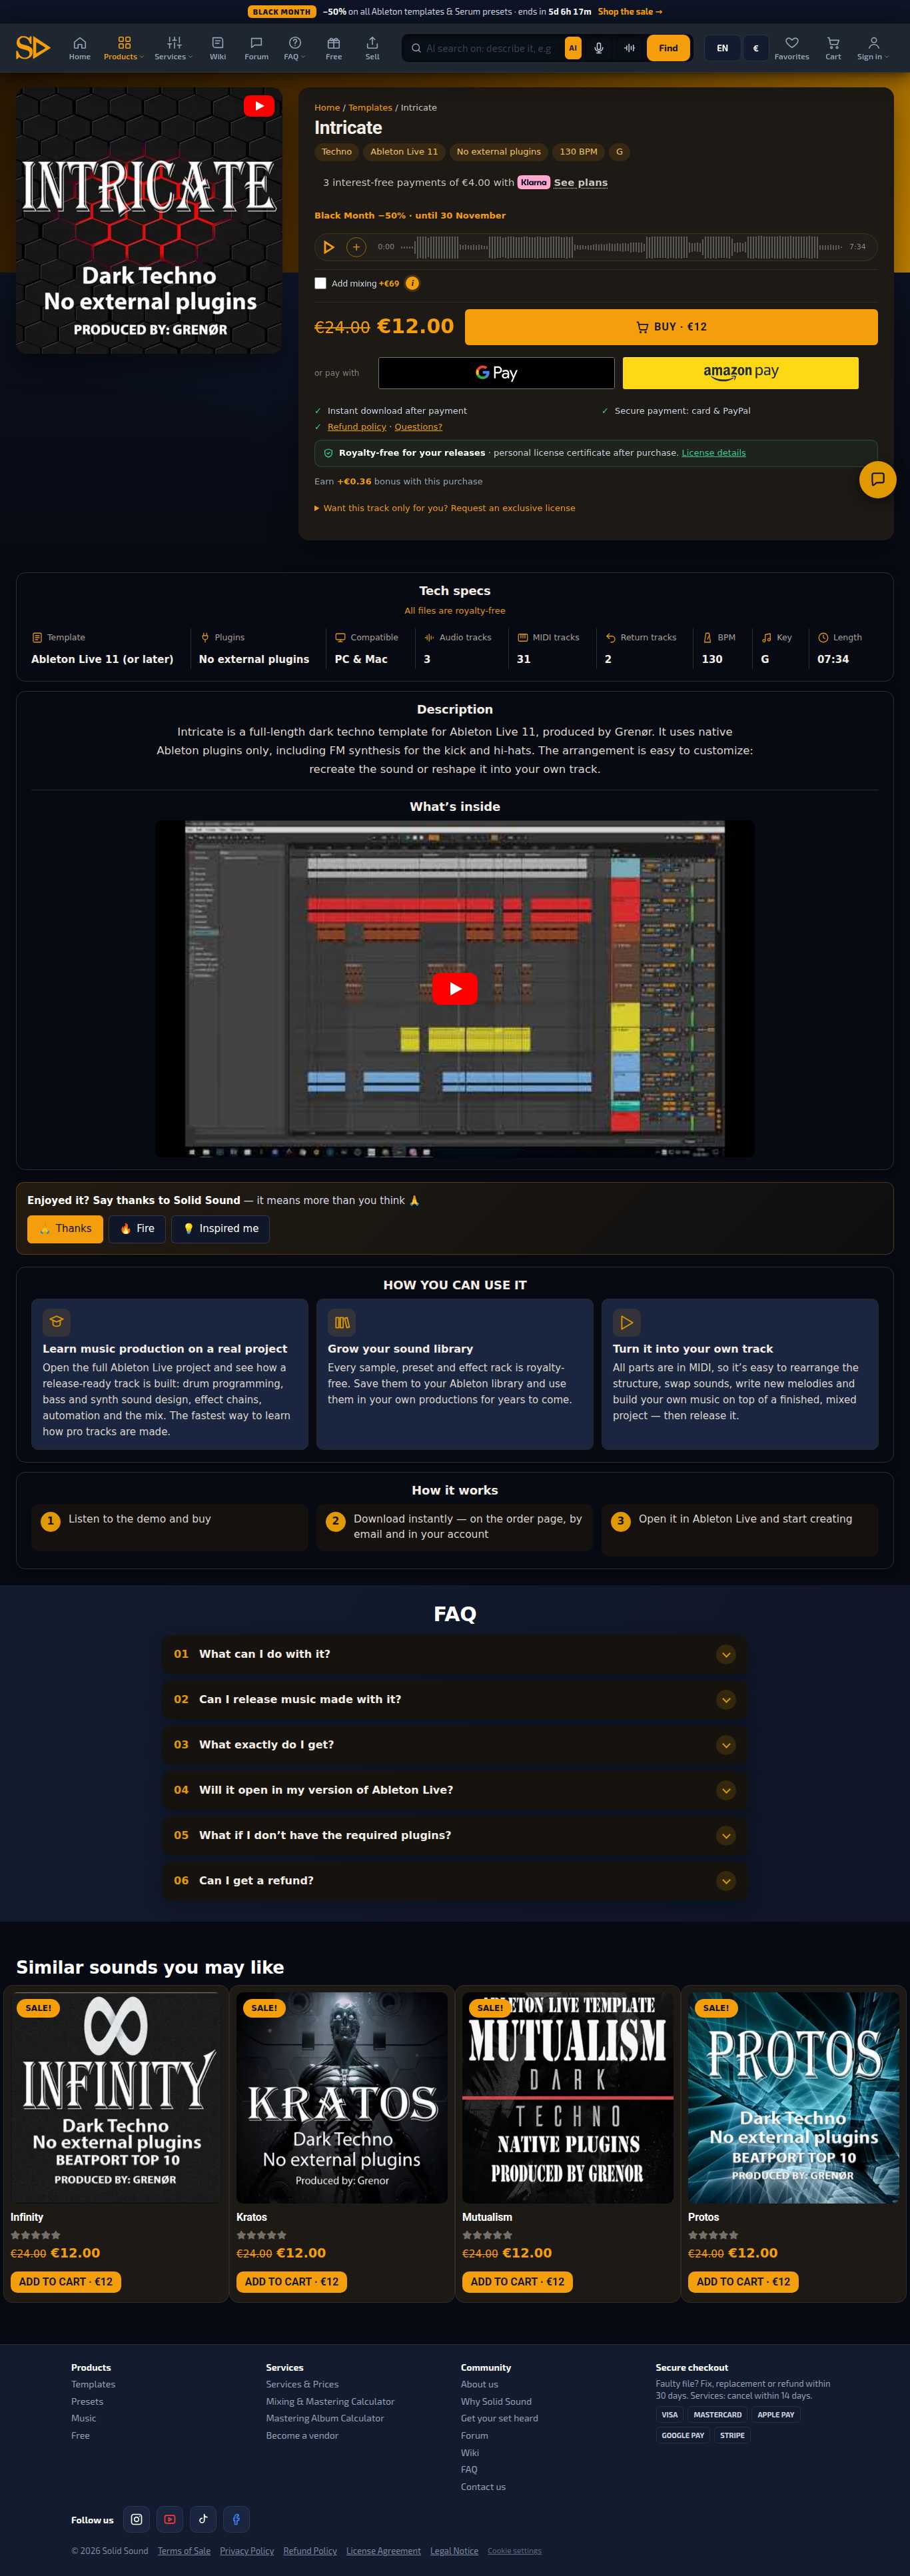 BLACK MONTH −50% on all Ableton templates & Serum presets · ends in 5d 6h 17m Shop the sale →
Home Products Services Wiki Forum FAQ Free Sell AI search on: describe it, e.g AI Find EN € Favorites Cart Sign in
INTRICATE
Dark Techno
No external plugins
PRODUCED BY: GRENØR
Home / Templates / Intricate
Intricate
Techno Ableton Live 11 No external plugins 130 BPM G
3 interest-free payments of €4.00 with Klarna See plans
Black Month −50% · until 30 November
0:00 7:34
Add mixing +€69 i
€24.00 €12.00 BUY · €12
or pay with G Pay amazon pay
✓ Instant download after payment ✓ Secure payment: card & PayPal
✓ Refund policy · Questions?
Royalty-free for your releases · personal license certificate after purchase. License details
Earn +€0.36 bonus with this purchase
Want this track only for you? Request an exclusive license
Tech specs
All files are royalty-free
Template Plugins Compatible Audio tracks MIDI tracks Return tracks BPM Key Length
Ableton Live 11 (or later) No external plugins PC & Mac 3 31 2 130 G 07:34
Description
Intricate is a full-length dark techno template for Ableton Live 11, produced by Grenør. It uses native
Ableton plugins only, including FM synthesis for the kick and hi-hats. The arrangement is easy to customize:
recreate the sound or reshape it into your own track.
What’s inside
Enjoyed it? Say thanks to Solid Sound — it means more than you think 🙏
🙏 Thanks 🔥 Fire 💡 Inspired me
HOW YOU CAN USE IT
Learn music production on a real project
Open the full Ableton Live project and see how a
release-ready track is built: drum programming,
bass and synth sound design, effect chains,
automation and the mix. The fastest way to learn
how pro tracks are made.
Grow your sound library
Every sample, preset and effect rack is royalty-
free. Save them to your Ableton library and use
them in your own productions for years to come.
Turn it into your own track
All parts are in MIDI, so it’s easy to rearrange the
structure, swap sounds, write new melodies and
build your own music on top of a finished, mixed
project — then release it.
How it works
1 Listen to the demo and buy
2 Download instantly — on the order page, by
email and in your account
3 Open it in Ableton Live and start creating
FAQ
01 What can I do with it?
02 Can I release music made with it?
03 What exactly do I get?
04 Will it open in my version of Ableton Live?
05 What if I don’t have the required plugins?
06 Can I get a refund?
Similar sounds you may like
SALE!
INFINITY
Dark Techno
No external plugins
BEATPORT TOP 10
PRODUCED BY: GRENØR
Infinity
€24.00 €12.00
ADD TO CART · €12
SALE!
KRATOS
Dark Techno
No external plugins
Produced by: Grenor
Kratos
€24.00 €12.00
ADD TO CART · €12
SALE!
LIVE TEMPLATE
MUTUALISM
DARK
TECHNO
NATIVE PLUGINS
PRODUCED BY GRENOR
Mutualism
€24.00 €12.00
ADD TO CART · €12
SALE!
PROTOS
Dark Techno
No external plugins
BEATPORT TOP 10
PRODUCED BY: GRENØR
Protos
€24.00 €12.00
ADD TO CART · €12
Products
Templates
Presets
Music
Free
Services
Services & Prices
Mixing & Mastering Calculator
Mastering Album Calculator
Become a vendor
Community
About us
Why Solid Sound
Get your set heard
Forum
Wiki
FAQ
Contact us
Secure checkout
Faulty file? Fix, replacement or refund within
30 days. Services: cancel within 14 days.
VISA MASTERCARD APPLE PAY
GOOGLE PAY STRIPE
Follow us
© 2026 Solid Sound Terms of Sale Privacy Policy Refund Policy License Agreement Legal Notice Cookie settings